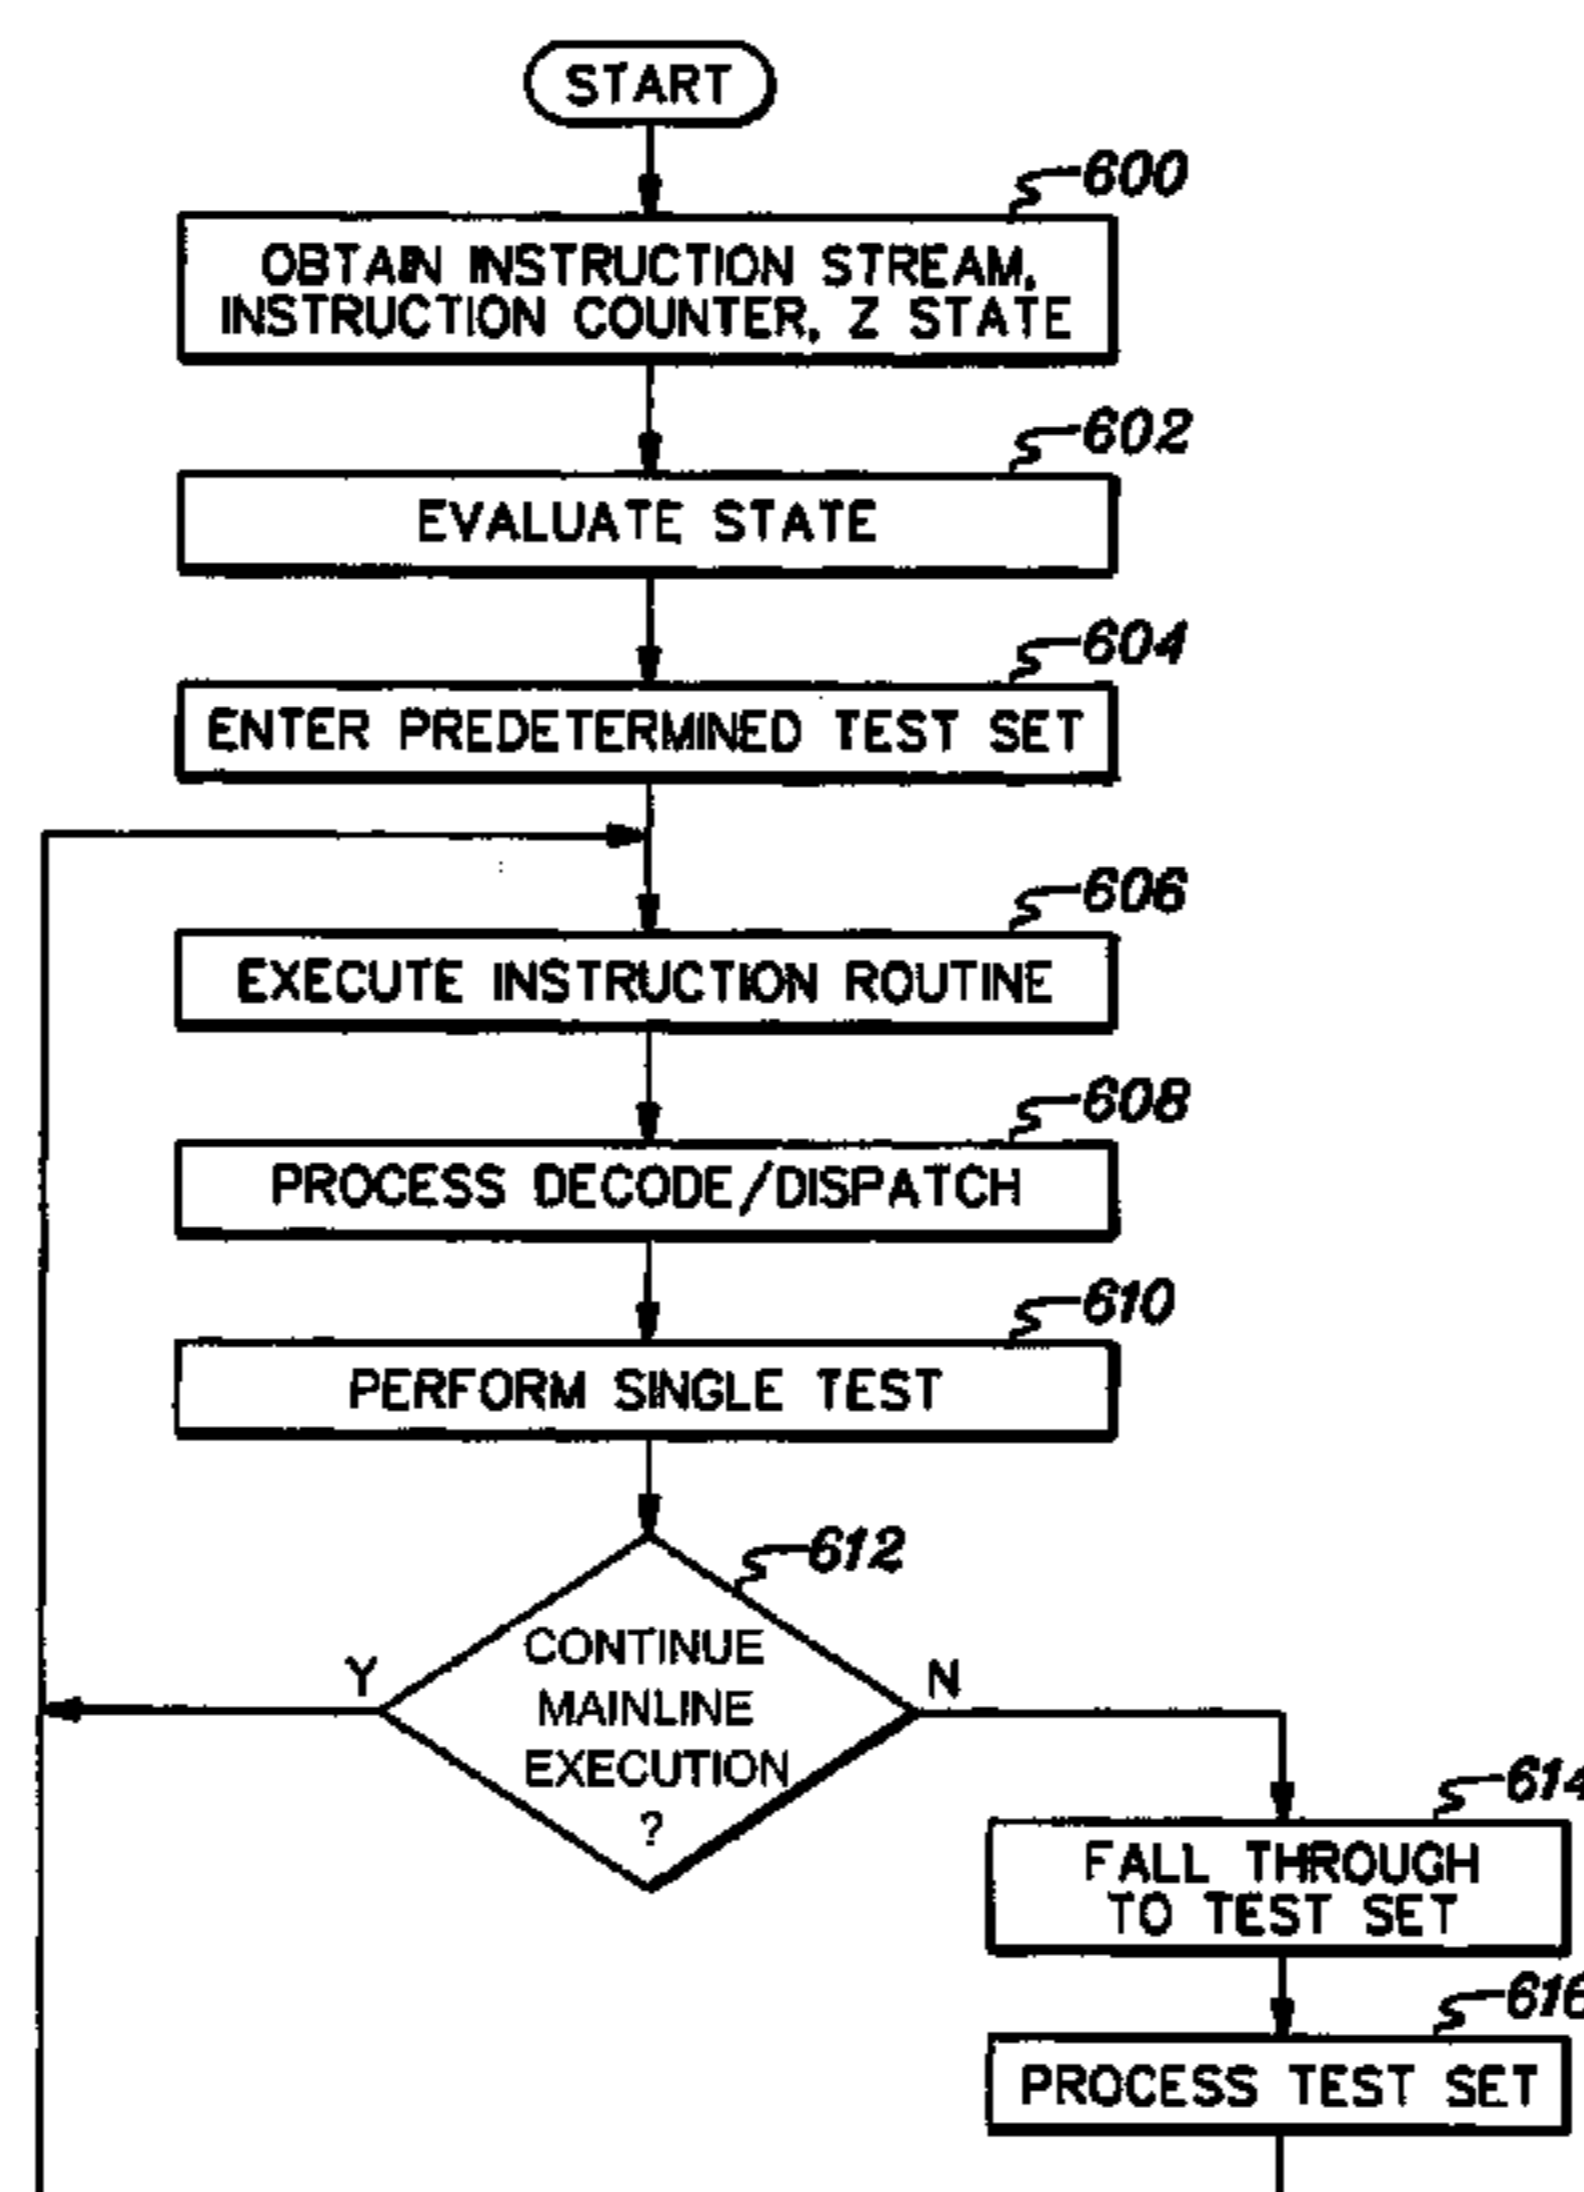 START
600
OBTAIN INSTRUCTION STREAM,
INSTRUCTION COUNTER, Z STATE
602
EVALUATE STATE
604
ENTER PREDETERMINED TEST SET
606
EXECUTE INSTRUCTION ROUTINE
608
PROCESS DECODE/DISPATCH
610
PERFORM SINGLE TEST
612
CONTINUE
MAINLINE
EXECUTION
?
Y
N
614
FALL THROUGH
TO TEST SET
616
PROCESS TEST SET